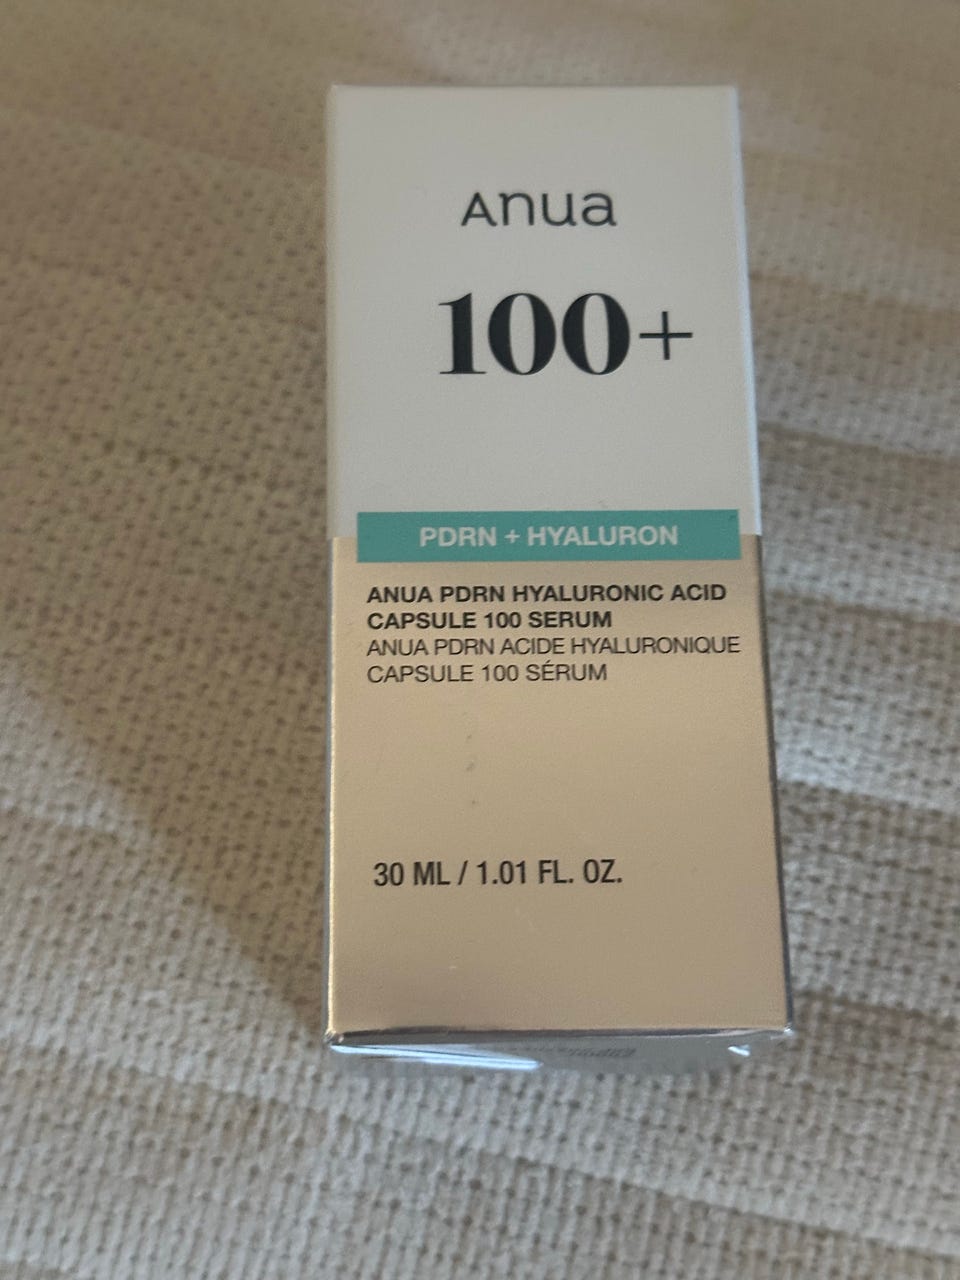 Anua
100+
PDRN + HYALURON
ANUA PDRN HYALURONIC ACID
CAPSULE 100 SERUM
ANUA PDRN ACIDE HYALURONIQUE
CAPSULE 100 SÉRUM
30 ML / 1.01 FL. OZ.